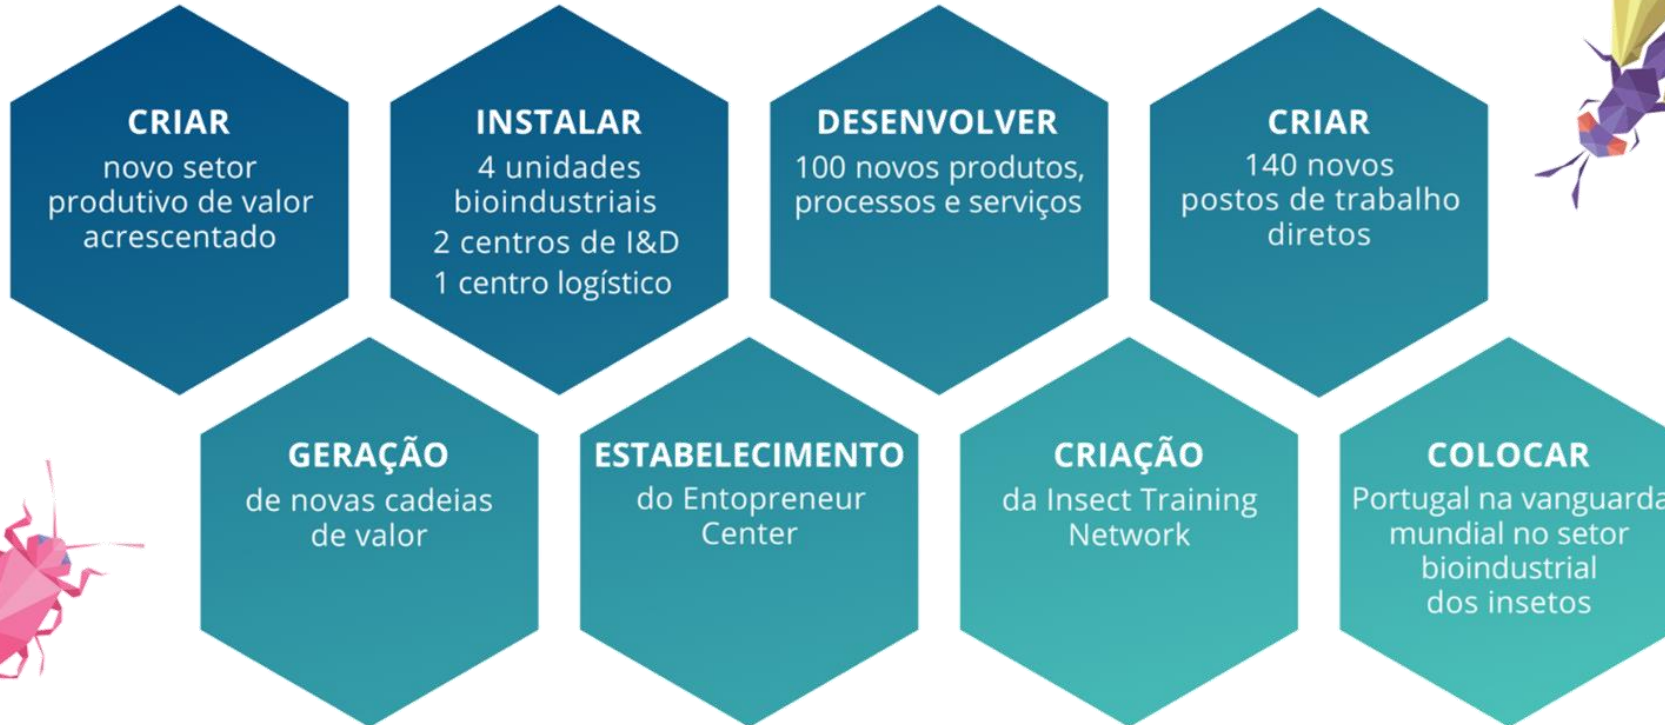 CRIAR
novo setor
produtivo de valor
acrescentado
INSTALAR
4 unidades
bioindustriais
2 centros de I&D
1 centro logístico
DESENVOLVER
100 novos produtos,
processos e serviços
CRIAR
140 novos
postos de trabalho
diretos
GERAÇÃO
de novas cadeias
de valor
ESTABELECIMENTO
do Entopreneur
Center
CRIAÇÃO
da Insect Training
Network
COLOCAR
Portugal na vanguarda
mundial no setor
bioindustrial
dos insetos